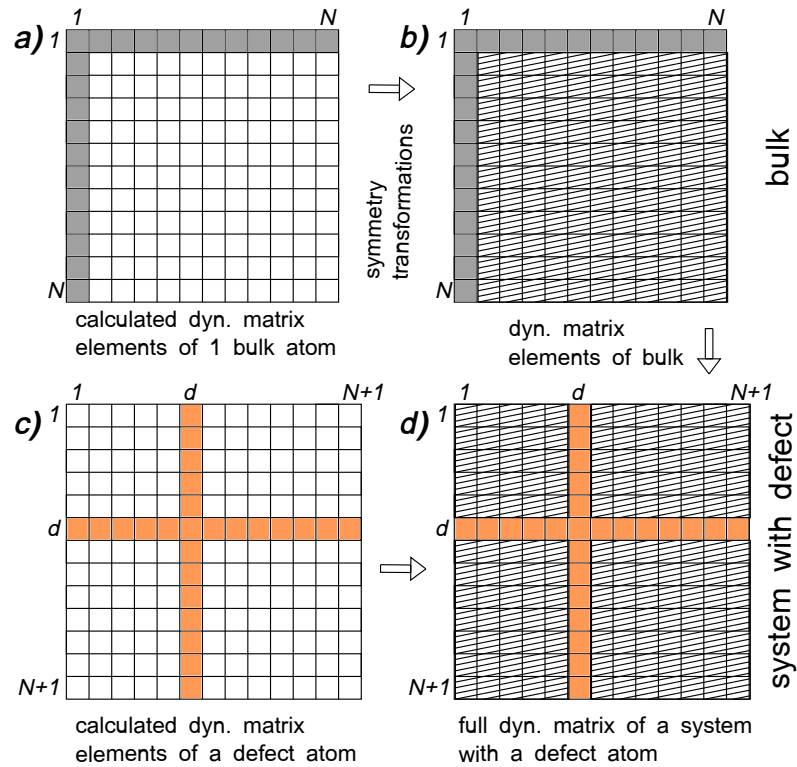 a)
1
N
1
N
calculated dyn. matrix
elements of 1 bulk atom
symmetry
transformations
b)
1
N
1
N
dyn. matrix
elements of bulk
bulk
c)
1
d
N+1
1
d
N+1
calculated dyn. matrix
elements of a defect atom
d)
1
d
N+1
1
d
N+1
full dyn. matrix of a system
with a defect atom
system with defect